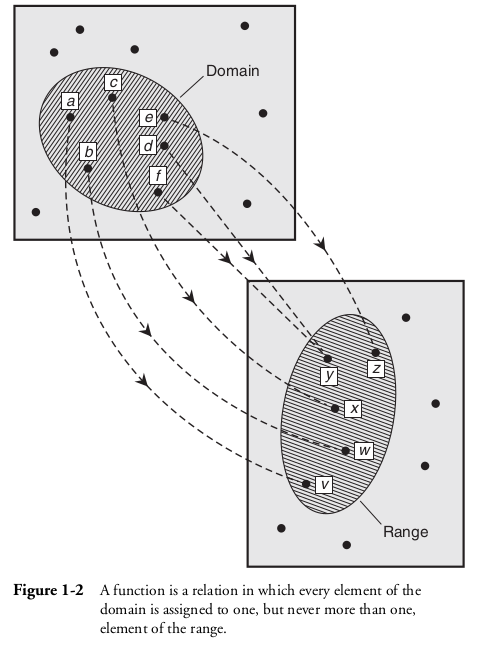 Domain
c
a
e
b
d
f
y
z
x
w
v
Range
Figure 1-2 A function is a relation in which every element of the
domain is assigned to one, but never more than one,
element of the range.